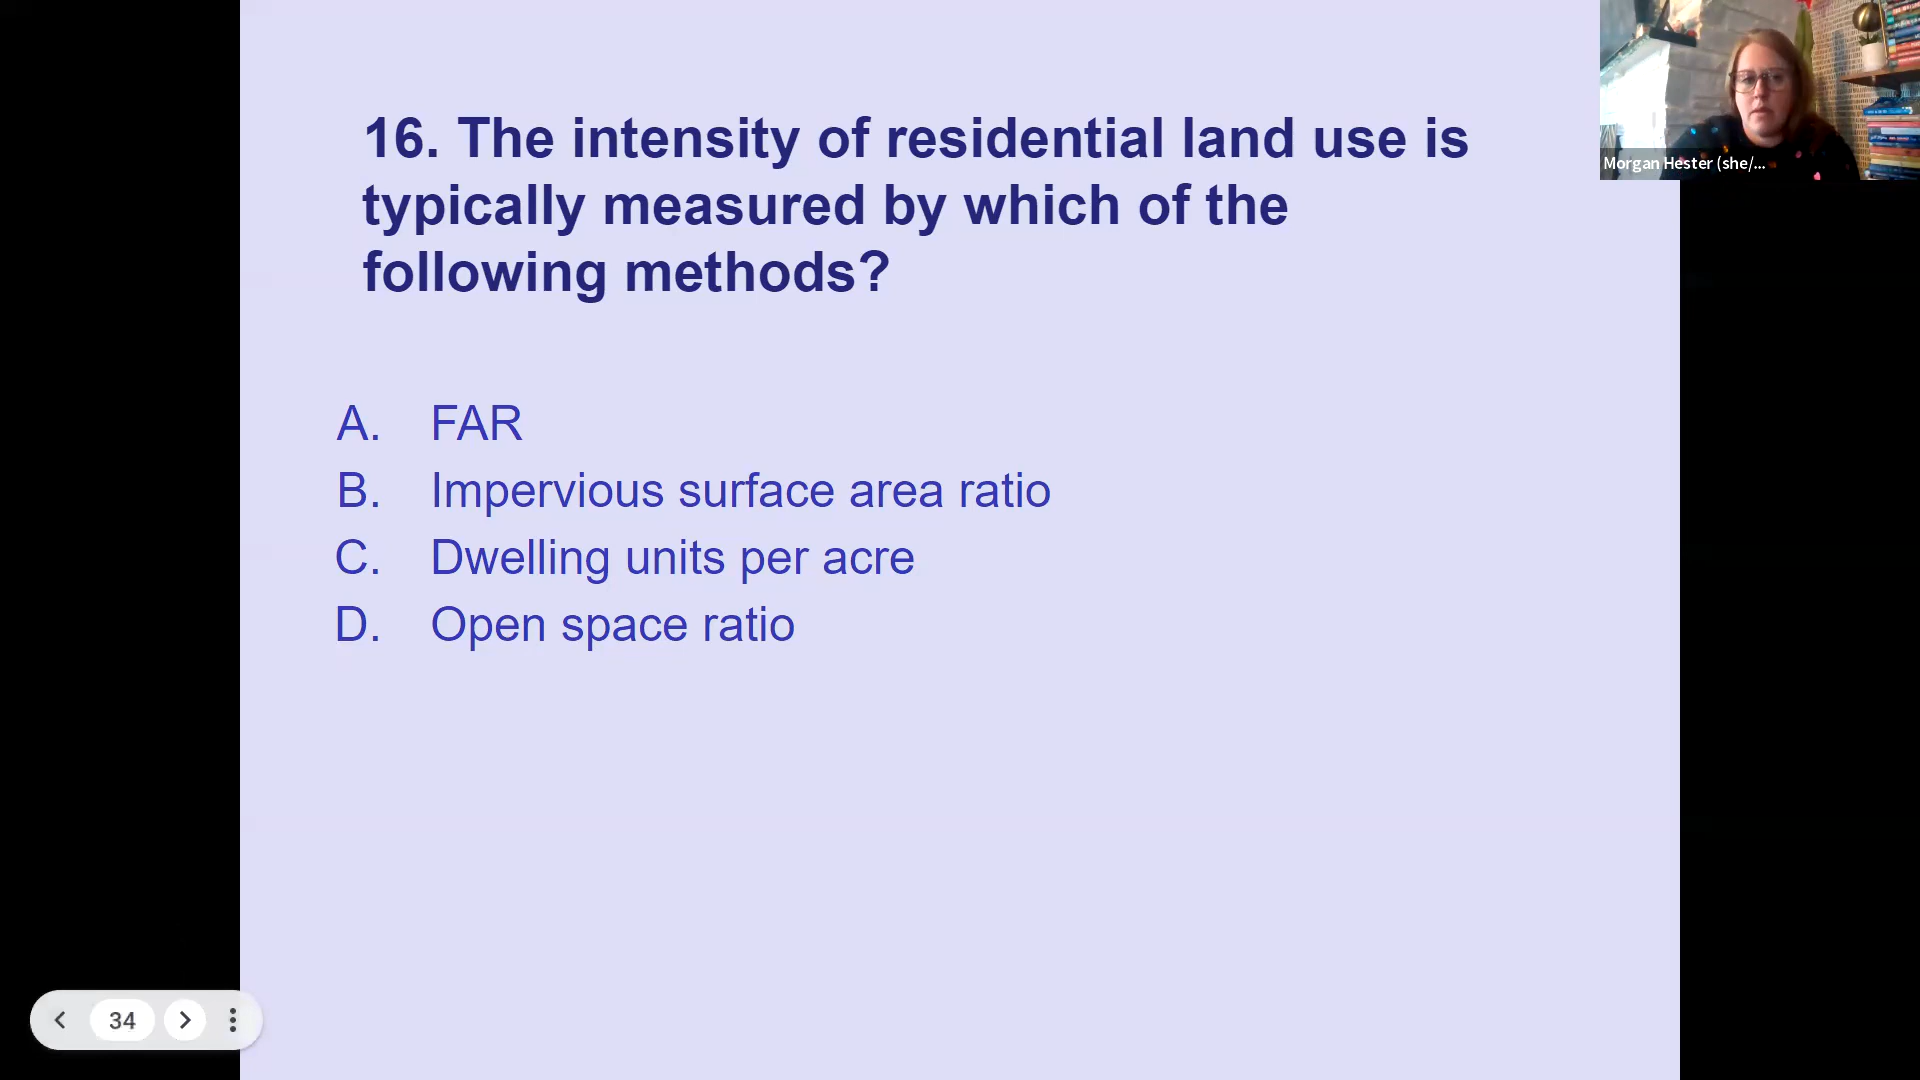 16. The intensity of residential land use is
typically measured by which of the
following methods?
A. FAR
B. Impervious surface area ratio
C. Dwelling units per acre
D. Open space ratio
Morgan Hester (she/...
34